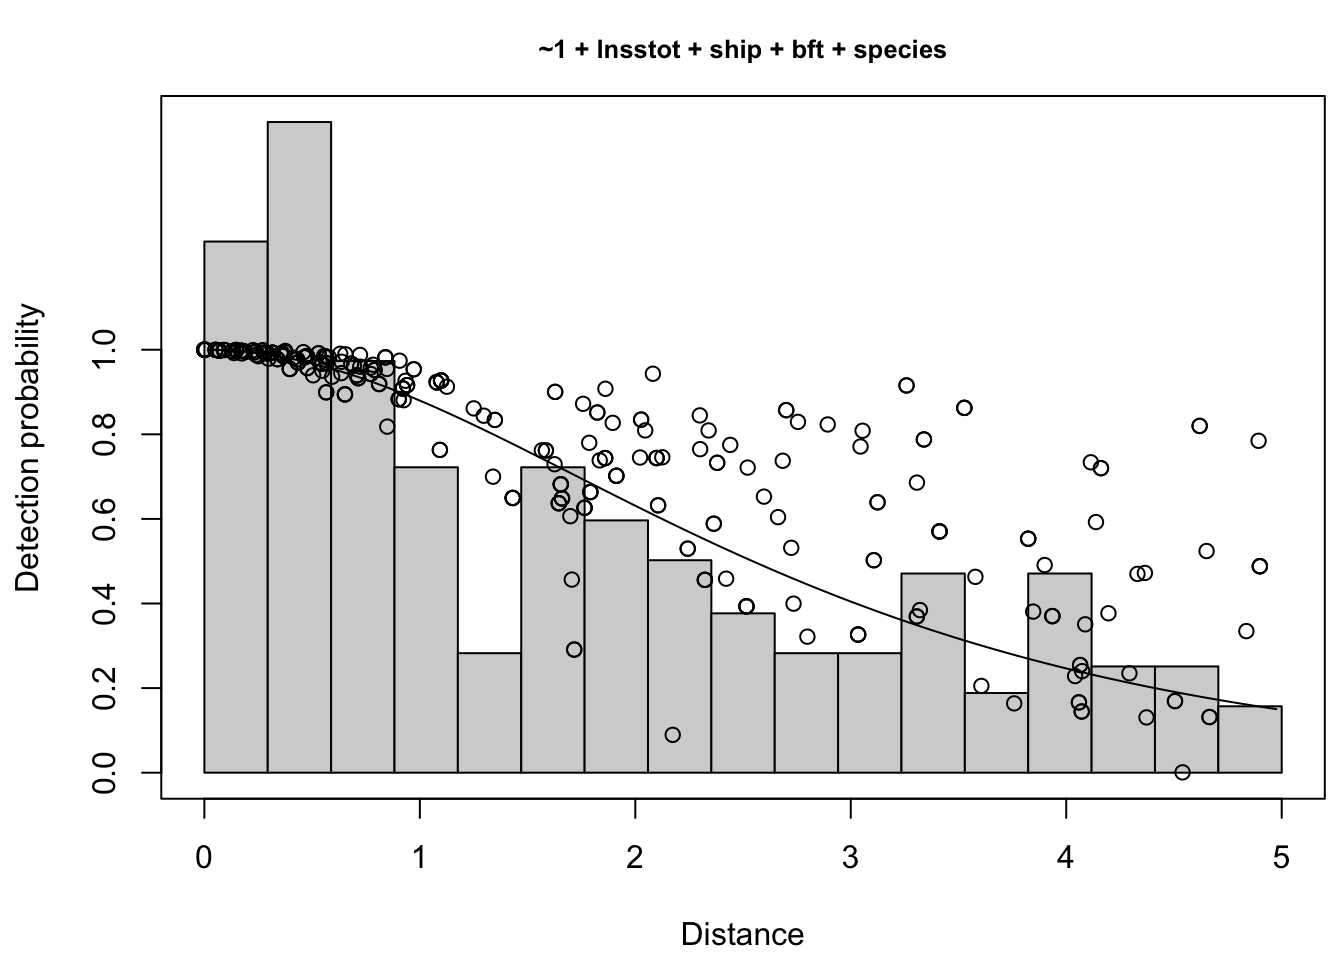 ~1 + lnsstot + ship + bft + species
Detection probability
1.0
0.8
0.6
0.4
0.2
0.0
0 1 2 3 4 5
Distance